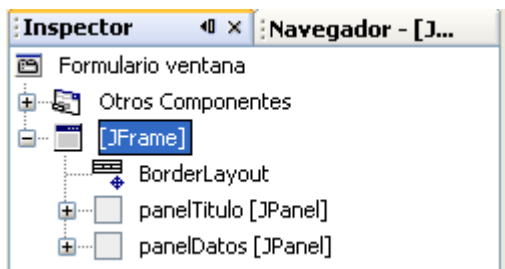 Inspector Navegador - [J...
Formulario ventana
Otros Componentes
[JFrame]
BorderLayout
panelTitulo [JPanel]
panelDatos [JPanel]